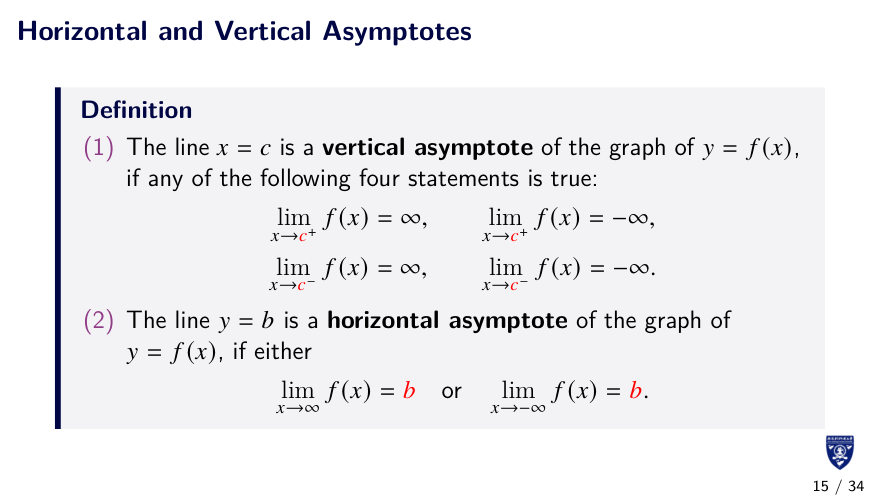 Horizontal and Vertical Asymptotes
Definition
(1) The line x = c is a vertical asymptote of the graph of y = f(x),
if any of the following four statements is true:
lim_{x→c⁺} f(x) = ∞, lim_{x→c⁺} f(x) = −∞,
lim_{x→c⁻} f(x) = ∞, lim_{x→c⁻} f(x) = −∞.
(2) The line y = b is a horizontal asymptote of the graph of
y = f(x), if either
lim_{x→∞} f(x) = b or lim_{x→−∞} f(x) = b.
15 / 34